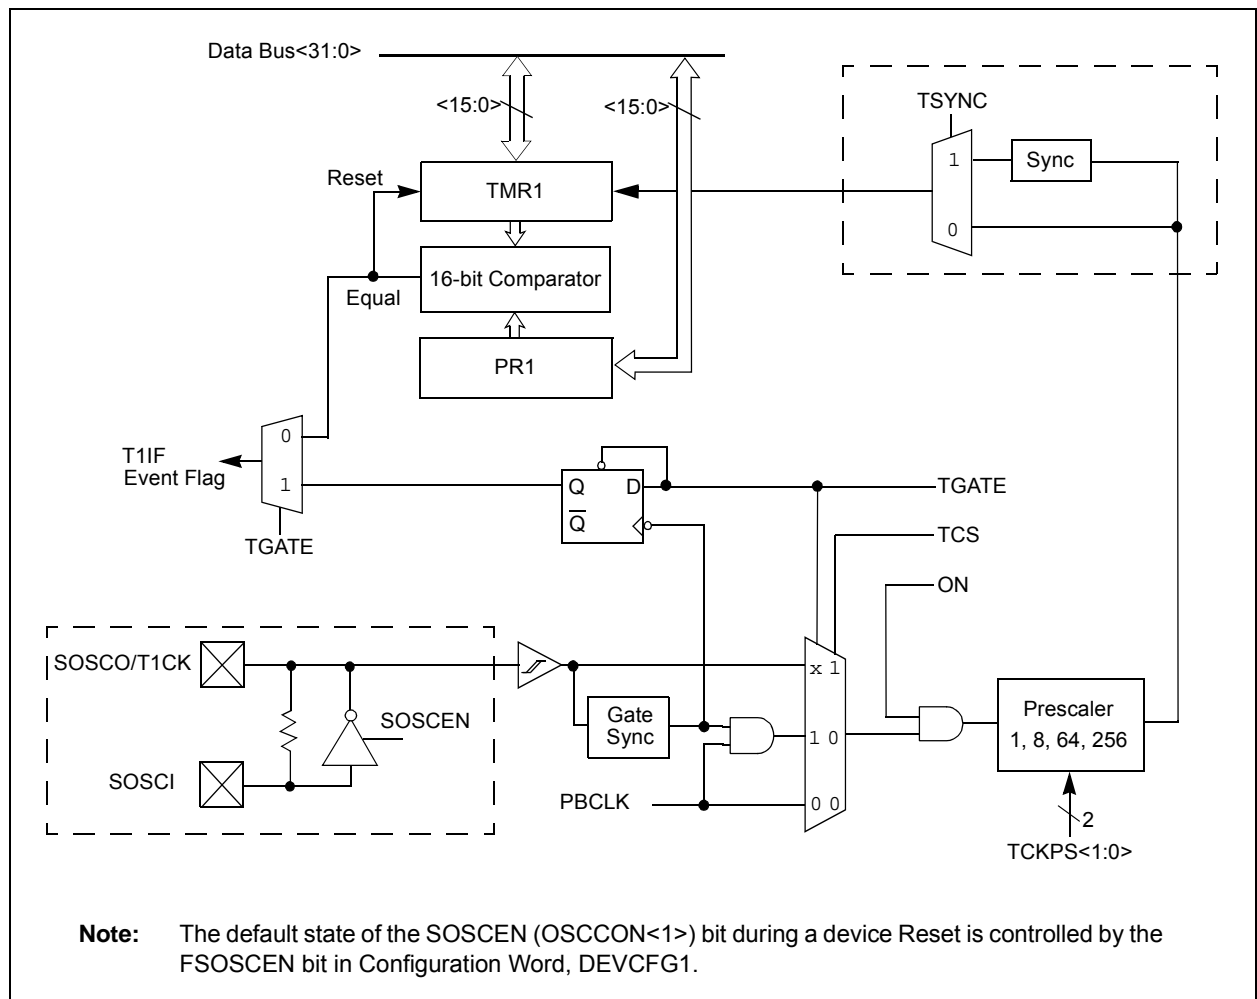 Data Bus<31:0>
<15:0>
<15:0>
TSYNC
1
Sync
Reset
TMR1
0
16-bit Comparator
Equal
PR1
0
T1IF
Event Flag
1
Q
D
TGATE
Q
TGATE
TCS
ON
SOSCO/T1CK
x 1
SOSCEN
Gate
Sync
Prescaler
1, 8, 64, 256
1 0
SOSCI
PBCLK
0 0
2
TCKPS<1:0>
Note: The default state of the SOSCEN (OSCCON<1>) bit during a device Reset is controlled by the
FSOSCEN bit in Configuration Word, DEVCFG1.